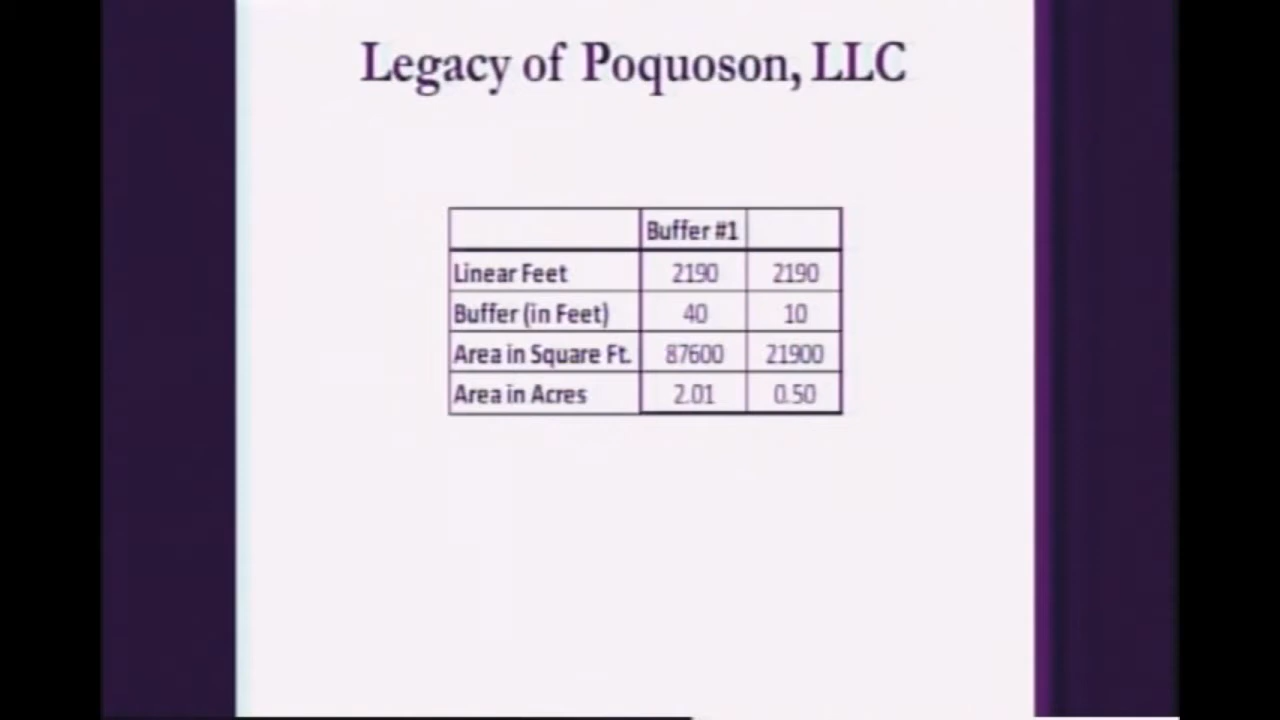 Legacy of Poquoson, LLC
Buffer #1
Linear Feet 2190 2190
Buffer (in Feet) 40 10
Area in Square Ft. 87600 21900
Area in Acres 2.01 0.50